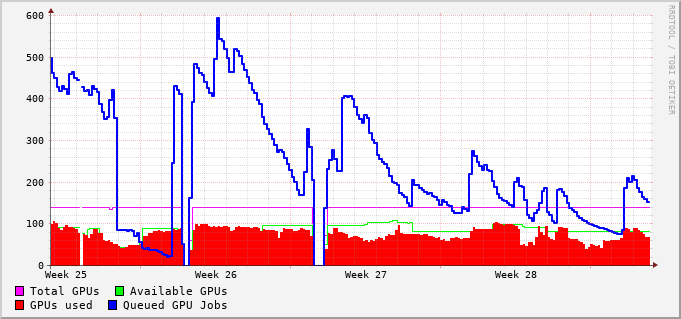 600
500
400
300
200
100
0
Week 25 Week 26 Week 27 Week 28
Total GPUs Available GPUs
GPUs used Queued GPU Jobs
RRDTOOL / TOBI OETIKER